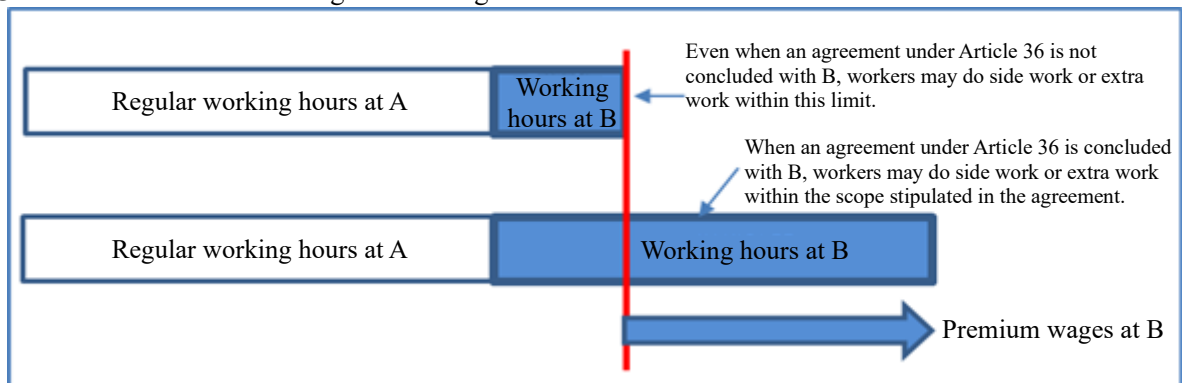 Even when an agreement under Article 36 is not
concluded with B, workers may do side work or extra
work within this limit.
Regular working hours at A
Working
hours at B
When an agreement under Article 36 is concluded
with B, workers may do side work or extra work
within the scope stipulated in the agreement.
Regular working hours at A
Working hours at B
Premium wages at B